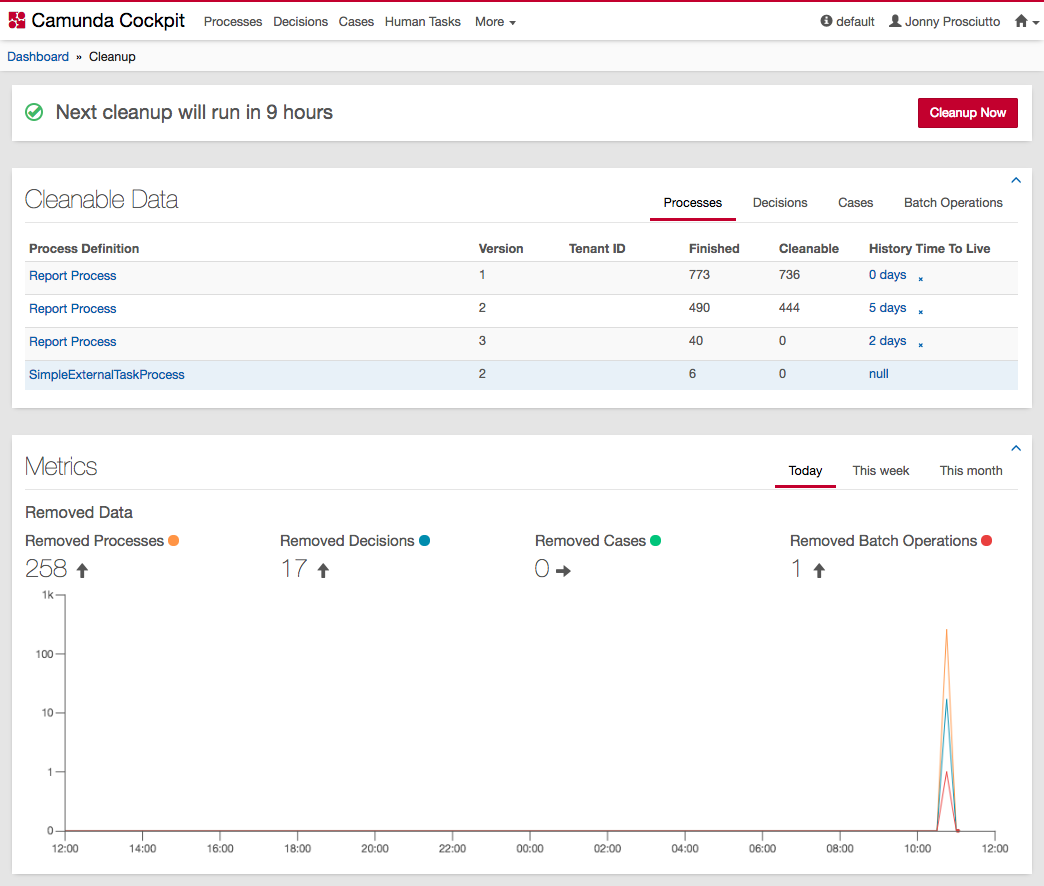 Camunda Cockpit Processes Decisions Cases Human Tasks More default Jonny Prosciutto
Dashboard » Cleanup
Next cleanup will run in 9 hours Cleanup Now
Cleanable Data Processes Decisions Cases Batch Operations
Process Definition Version Tenant ID Finished Cleanable History Time To Live
Report Process 1 773 736 0 days ×
Report Process 2 490 444 5 days ×
Report Process 3 40 0 2 days ×
SimpleExternalTaskProcess 2 6 0 null
Metrics Today This week This month
Removed Data
Removed Processes Removed Decisions Removed Cases Removed Batch Operations
258 17 0 1
1k
100
10
1
0
12:00 14:00 16:00 18:00 20:00 22:00 00:00 02:00 04:00 06:00 08:00 10:00 12:00